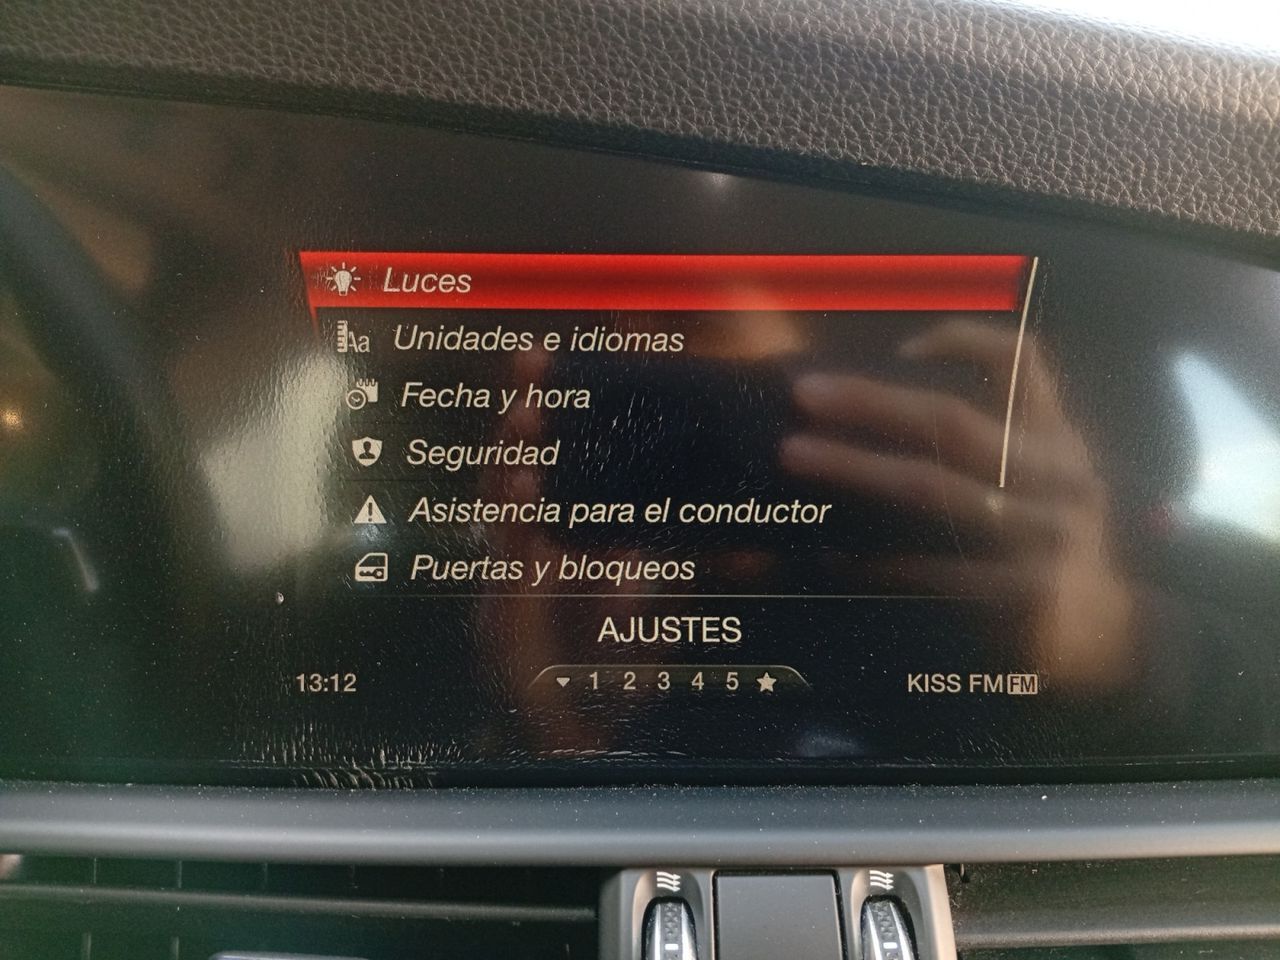 Luces
Aa Unidades e idiomas
Fecha y hora
Seguridad
Asistencia para el conductor
Puertas y bloqueos
AJUSTES
13:12 1 2 3 4 5 KISS FM FM